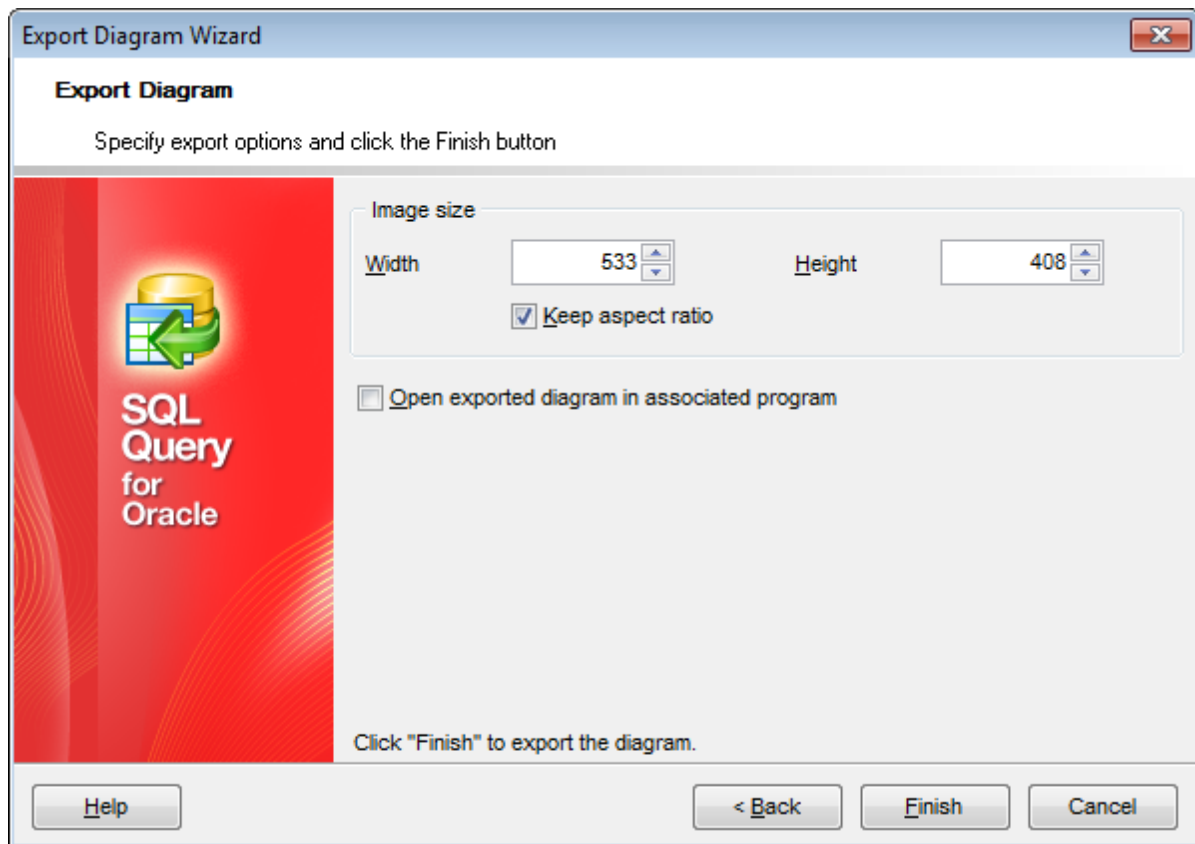 Export Diagram Wizard
Export Diagram
Specify export options and click the Finish button
Image size
Width 533 Height 408
Keep aspect ratio
Open exported diagram in associated program
SQL
Query
for
Oracle
Click "Finish" to export the diagram.
Help < Back Finish Cancel